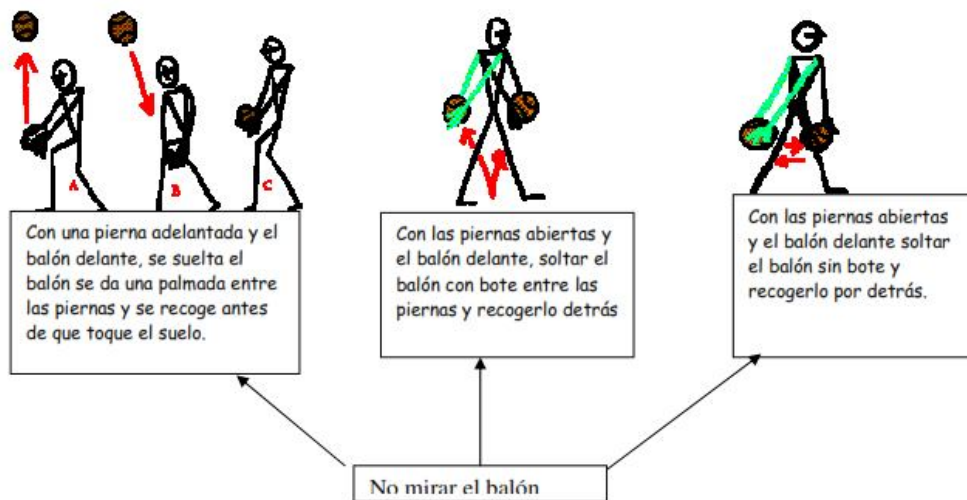 A
B
C
Con una pierna adelantada y el
balón delante, se suelta el
balón se da una palmada entre
las piernas y se recoge antes
de que toque el suelo.
Con las piernas abiertas y
el balón delante, soltar el
balón con bote entre las
piernas y recogerlo detrás
Con las piernas abiertas
y el balón delante soltar
el balón sin bote y
recogerlo por detrás.
No mirar el balón